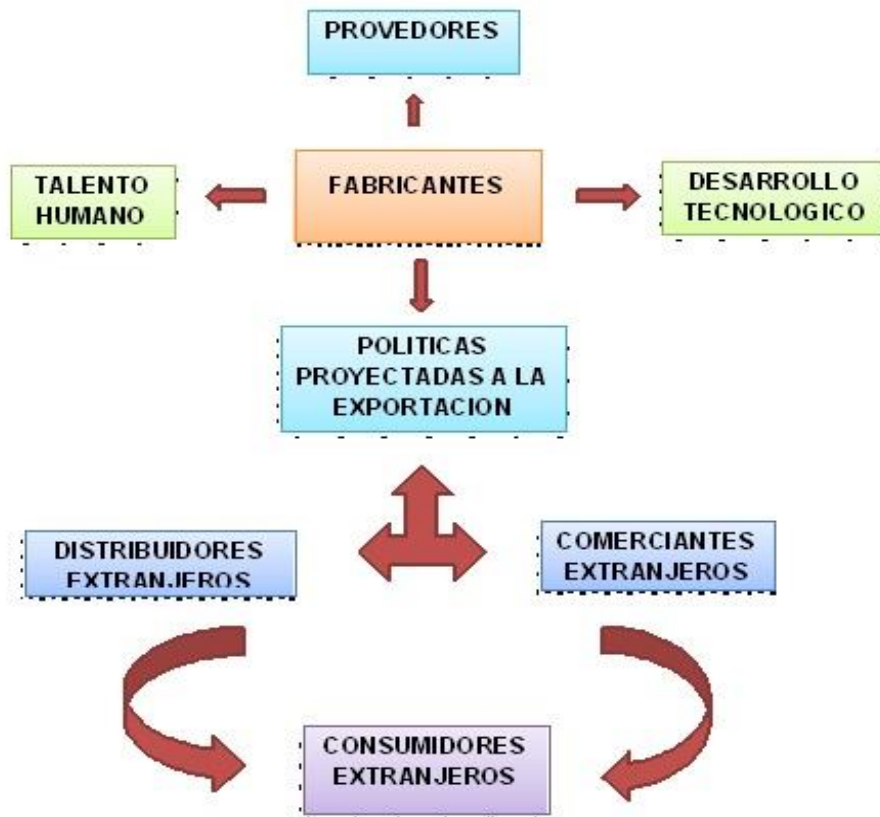 PROVEDORES
TALENTO
HUMANO
FABRICANTES
DESARROLLO
TECNOLOGICO
POLITICAS
PROYECTADAS A LA
EXPORTACION
DISTRIBUIDORES
EXTRANJEROS
COMERCIANTES
EXTRANJEROS
CONSUMIDORES
EXTRANJEROS